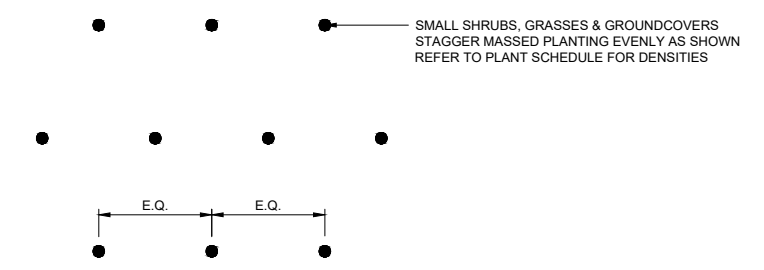 SMALL SHRUBS, GRASSES & GROUNDCOVERS
STAGGER MASSED PLANTING EVENLY AS SHOWN
REFER TO PLANT SCHEDULE FOR DENSITIES
E.Q. E.Q.